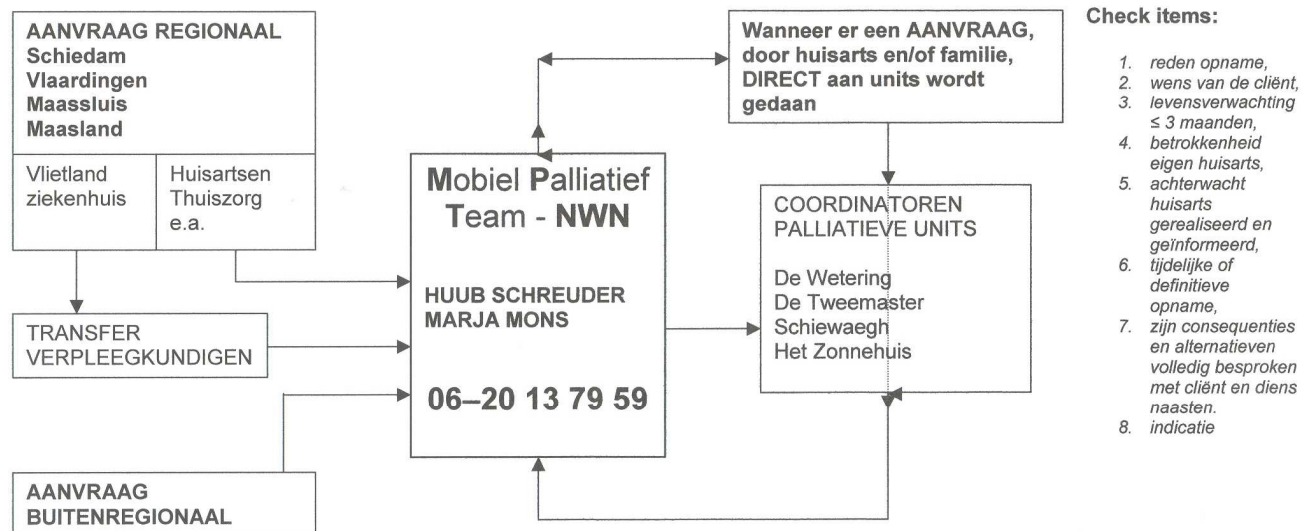 AANVRAAG REGIONAAL
Schiedam
Vlaardingen
Maassluis
Maasland
Vlietland
ziekenhuis
Huisartsen
Thuiszorg
e.a.
TRANSFER
VERPLEEGKUNDIGEN
AANVRAAG
BUITENREGIONAAL
Mobiel Palliatief
Team - NWN
HUUB SCHREUDER
MARJA MONS
06–20 13 79 59
Wanneer er een AANVRAAG,
door huisarts en/of familie,
DIRECT aan units wordt
gedaan
COORDINATOREN
PALLIATIEVE UNITS
De Wetering
De Tweemaster
Schiewaegh
Het Zonnehuis
Check items:
1. reden opname,
2. wens van de cliënt,
3. levensverwachting
≤ 3 maanden,
4. betrokkenheid
eigen huisarts,
5. achterwacht
huisarts
gerealiseerd en
geïnformeerd,
6. tijdelijke of
definitieve
opname,
7. zijn consequenties
en alternatieven
volledig besproken
met cliënt en diens
naasten.
8. indicatie